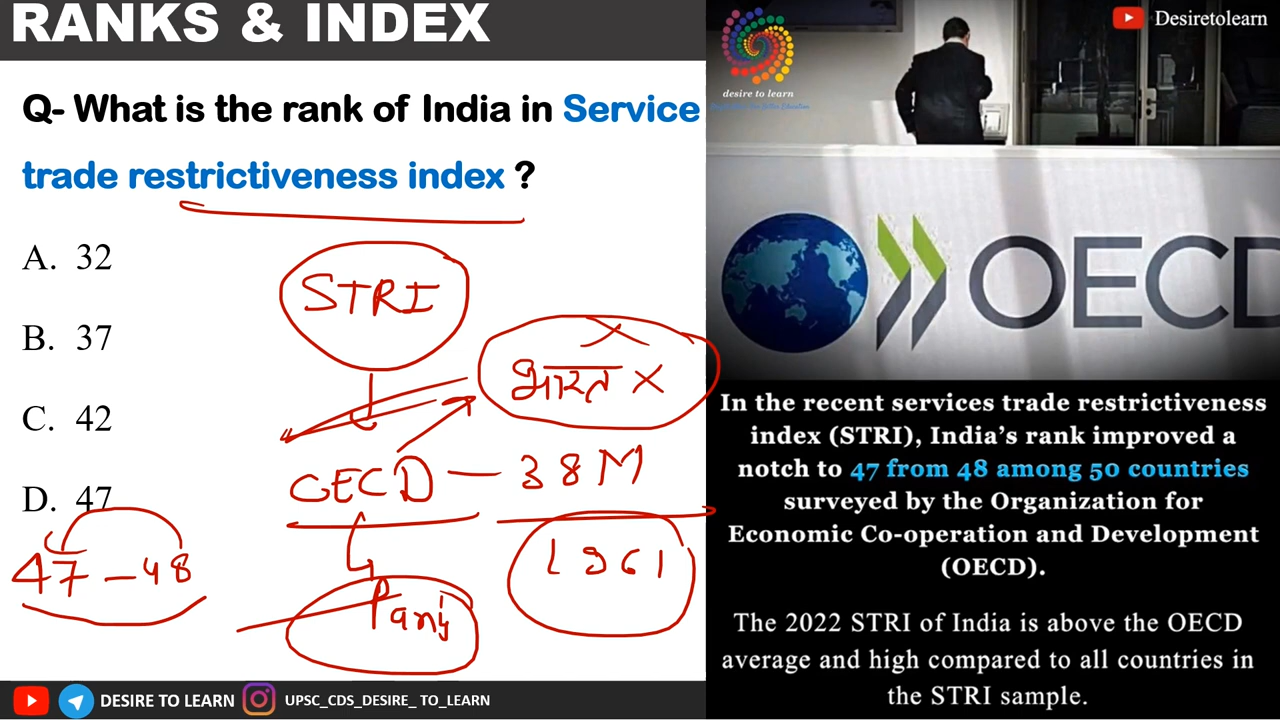 RANKS & INDEX
Q- What is the rank of India in Service
trade restrictiveness index ?
A. 32
B. 37
C. 42
D. 47
47 – 48
STRI
भारत X
OECD — 38M
1961
DESIRE TO LEARN
UPSC_CDS_DESIRE_ TO_LEARN
Desiretolearn
desire to learn
OECD
In the recent services trade restrictiveness
index (STRI), India's rank improved a
notch to 47 from 48 among 50 countries
surveyed by the Organization for
Economic Co-operation and Development
(OECD).
The 2022 STRI of India is above the OECD
average and high compared to all countries in
the STRI sample.